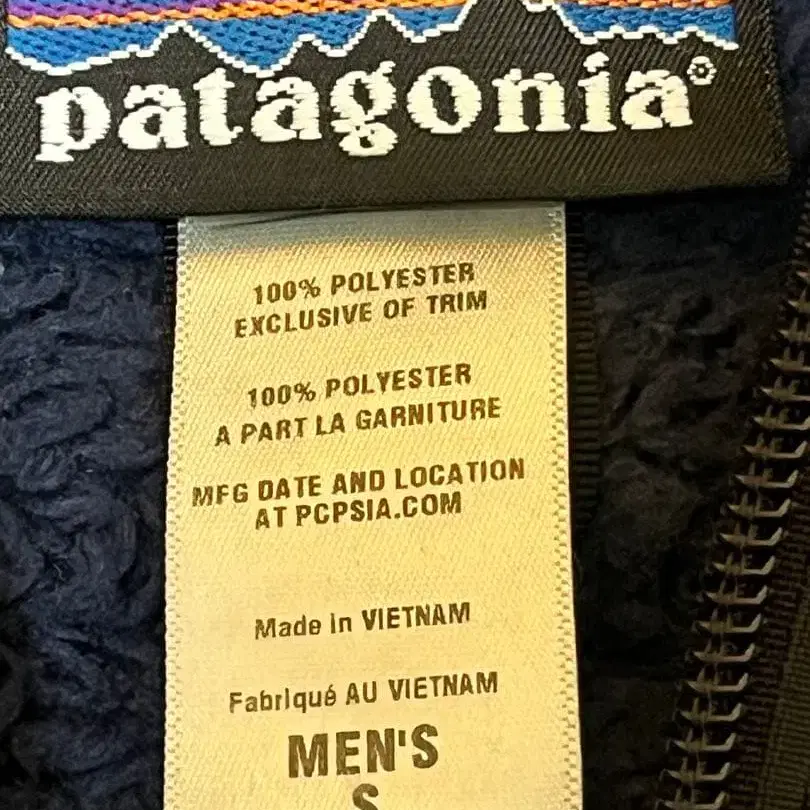 patagonia®
100% POLYESTER
EXCLUSIVE OF TRIM
100% POLYESTER
A PART LA GARNITURE
MFG DATE AND LOCATION
AT PCPSIA.COM
Made in VIETNAM
Fabriqué AU VIETNAM
MEN'S
S